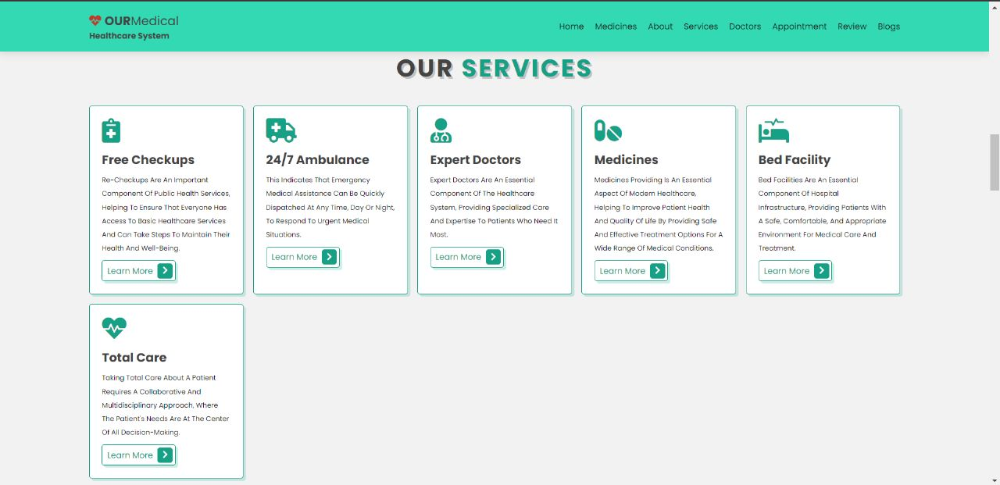 OURMedical
Healthcare System
Home Medicines About Services Doctors Appointment Review Blogs
OUR SERVICES
Free Checkups
Re-Checkups Are An Important
Component Of Public Health Services,
Helping To Ensure That Everyone Has
Access To Basic Healthcare Services
And Can Take Steps To Maintain Their
Health And Well-Being.
Learn More
24/7 Ambulance
This Indicates That Emergency
Medical Assistance Can Be Quickly
Dispatched At Any Time, Day Or Night,
To Respond To Urgent Medical
Situations.
Learn More
Expert Doctors
Expert Doctors Are An Essential
Component Of The Healthcare
System, Providing Specialized Care
And Expertise To Patients Who Need It
Most.
Learn More
Medicines
Medicines Providing Is An Essential
Aspect Of Modern Healthcare,
Helping To Improve Patient Health
And Quality Of Life By Providing Safe
And Effective Treatment Options For A
Wide Range Of Medical Conditions.
Learn More
Bed Facility
Bed Facilities Are An Essential
Component Of Hospital
Infrastructure, Providing Patients With
A Safe, Comfortable, And Appropriate
Environment For Medical Care And
Treatment.
Learn More
Total Care
Taking Total Care About A Patient
Requires A Collaborative And
Multidisciplinary Approach, Where
The Patient's Needs Are At The Center
Of All Decision-Making.
Learn More